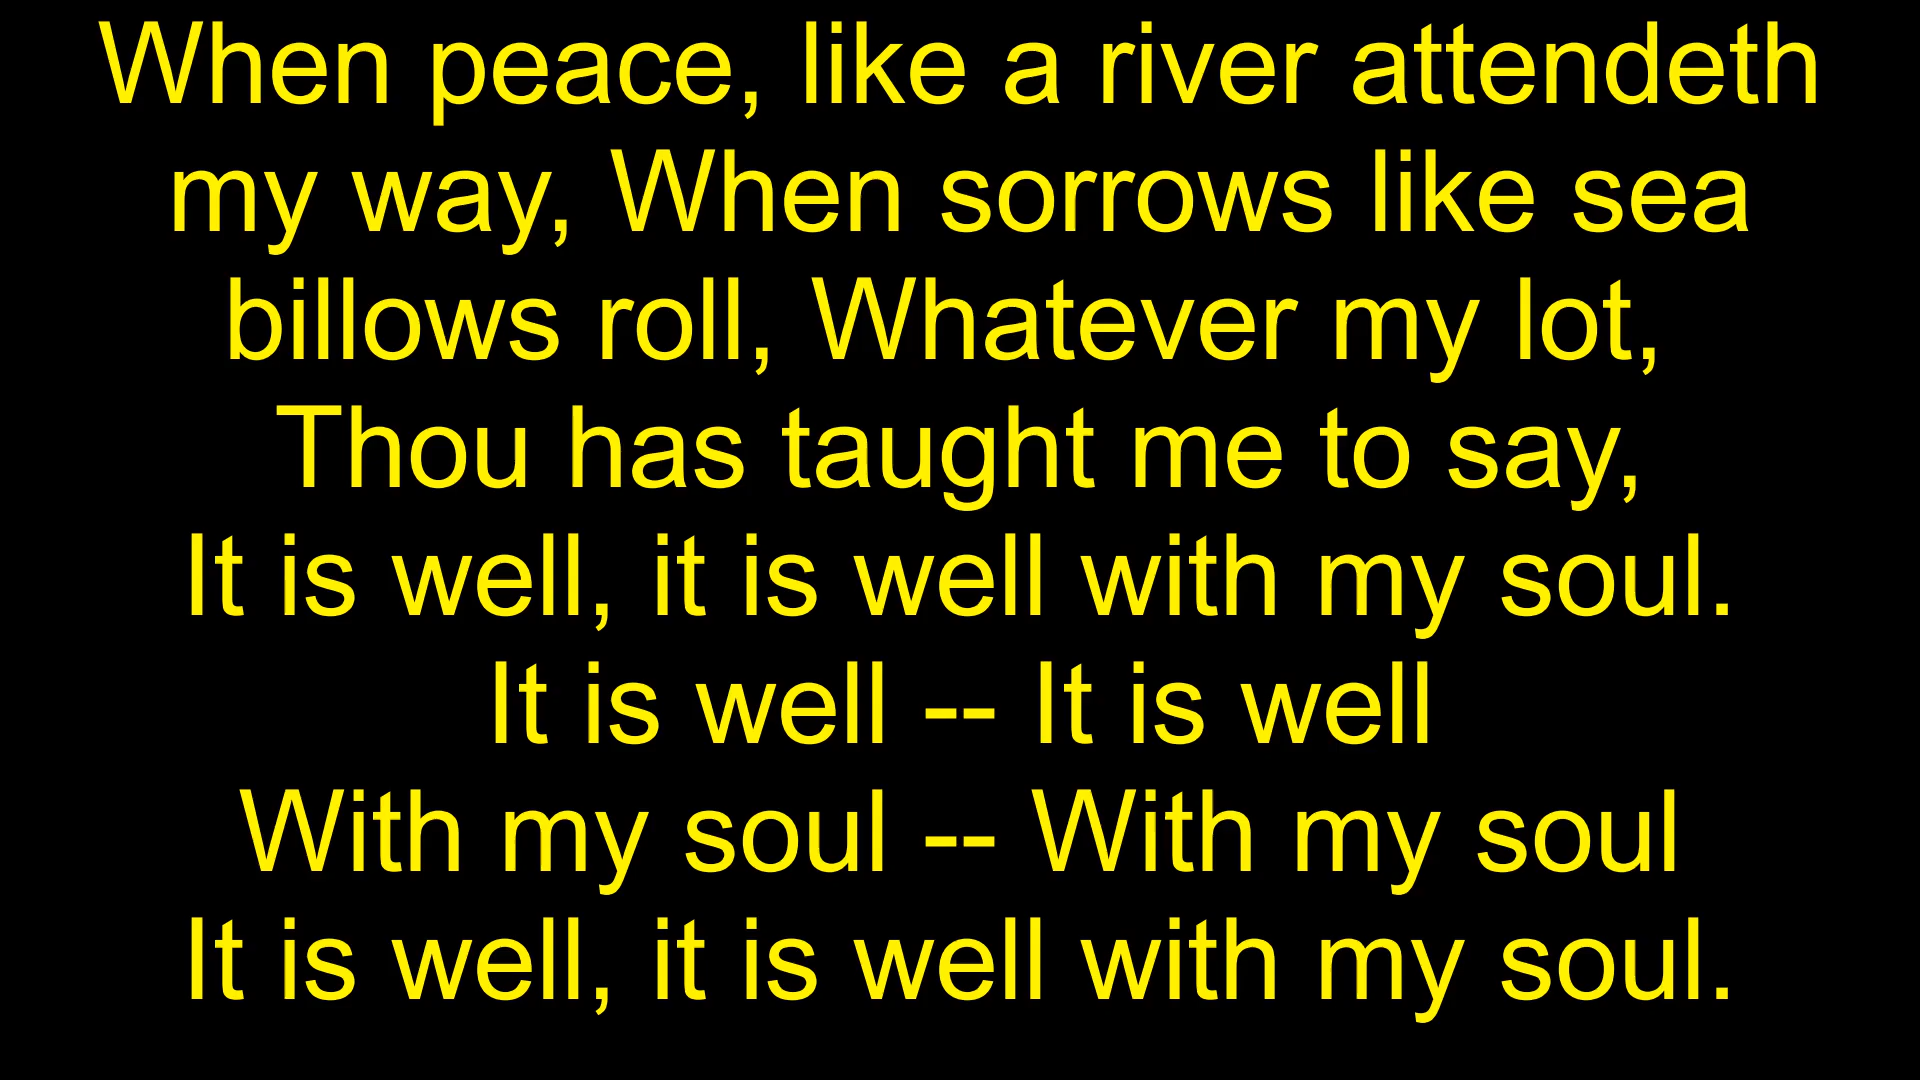 When peace, like a river attendeth
my way, When sorrows like sea
billows roll, Whatever my lot,
Thou has taught me to say,
It is well, it is well with my soul.
It is well -- It is well
With my soul -- With my soul
It is well, it is well with my soul.